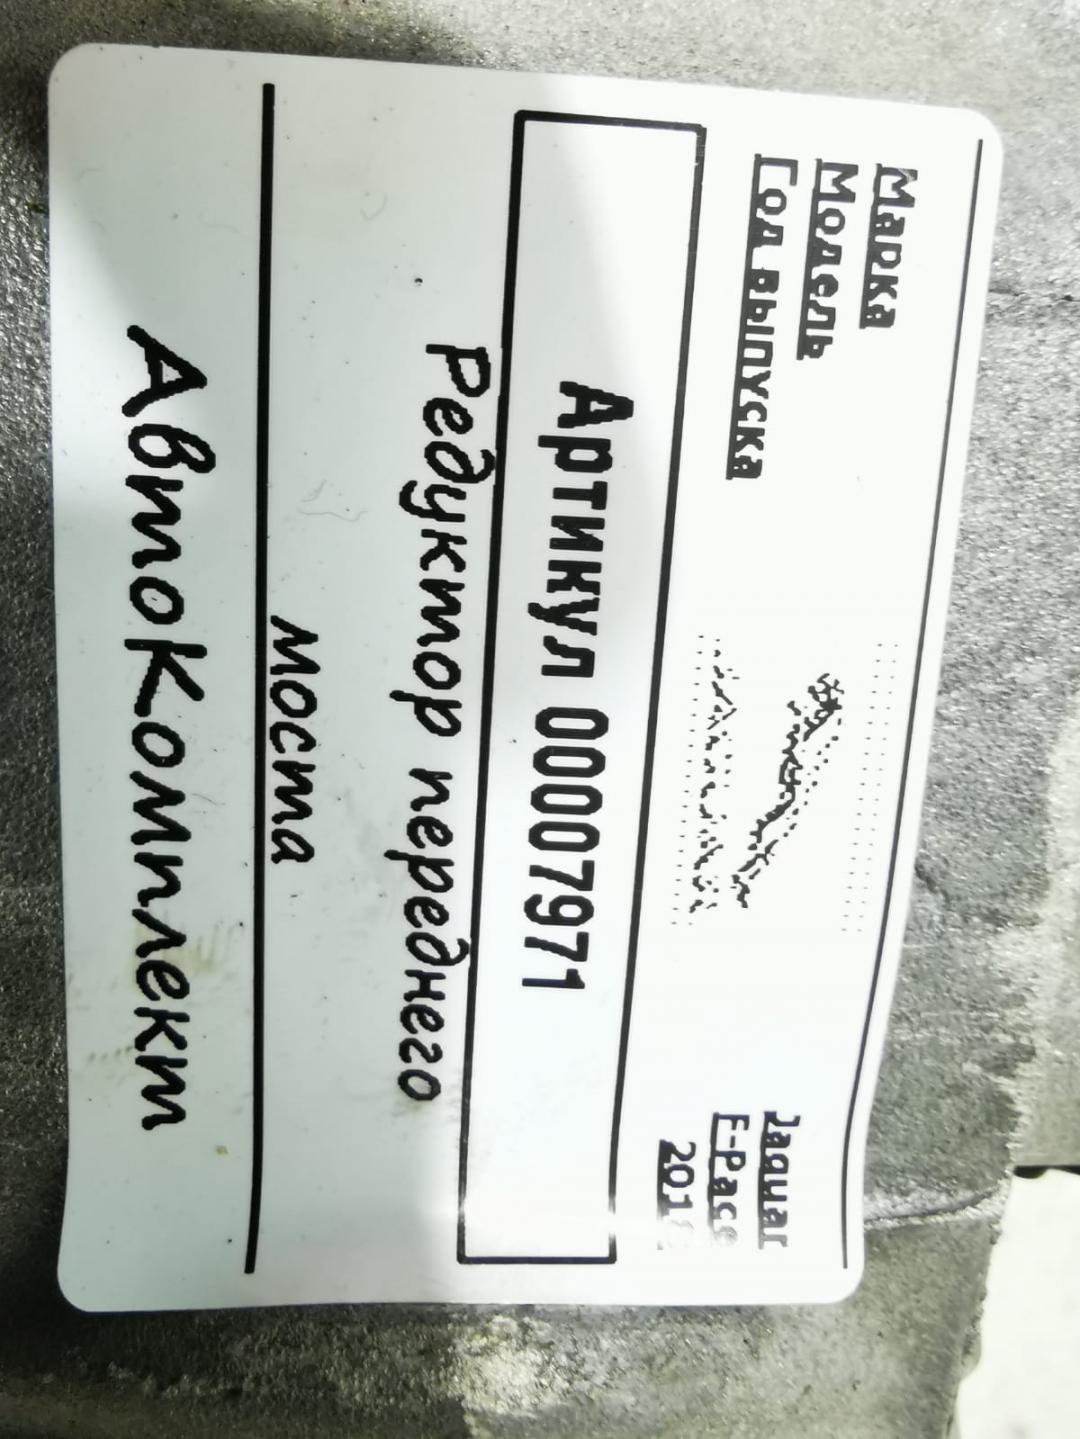 Марка Jaguar
Модель F-Pace
Год выпуска
Артикул 00007971
Редуктор переднего
моста
АвтоКомплект